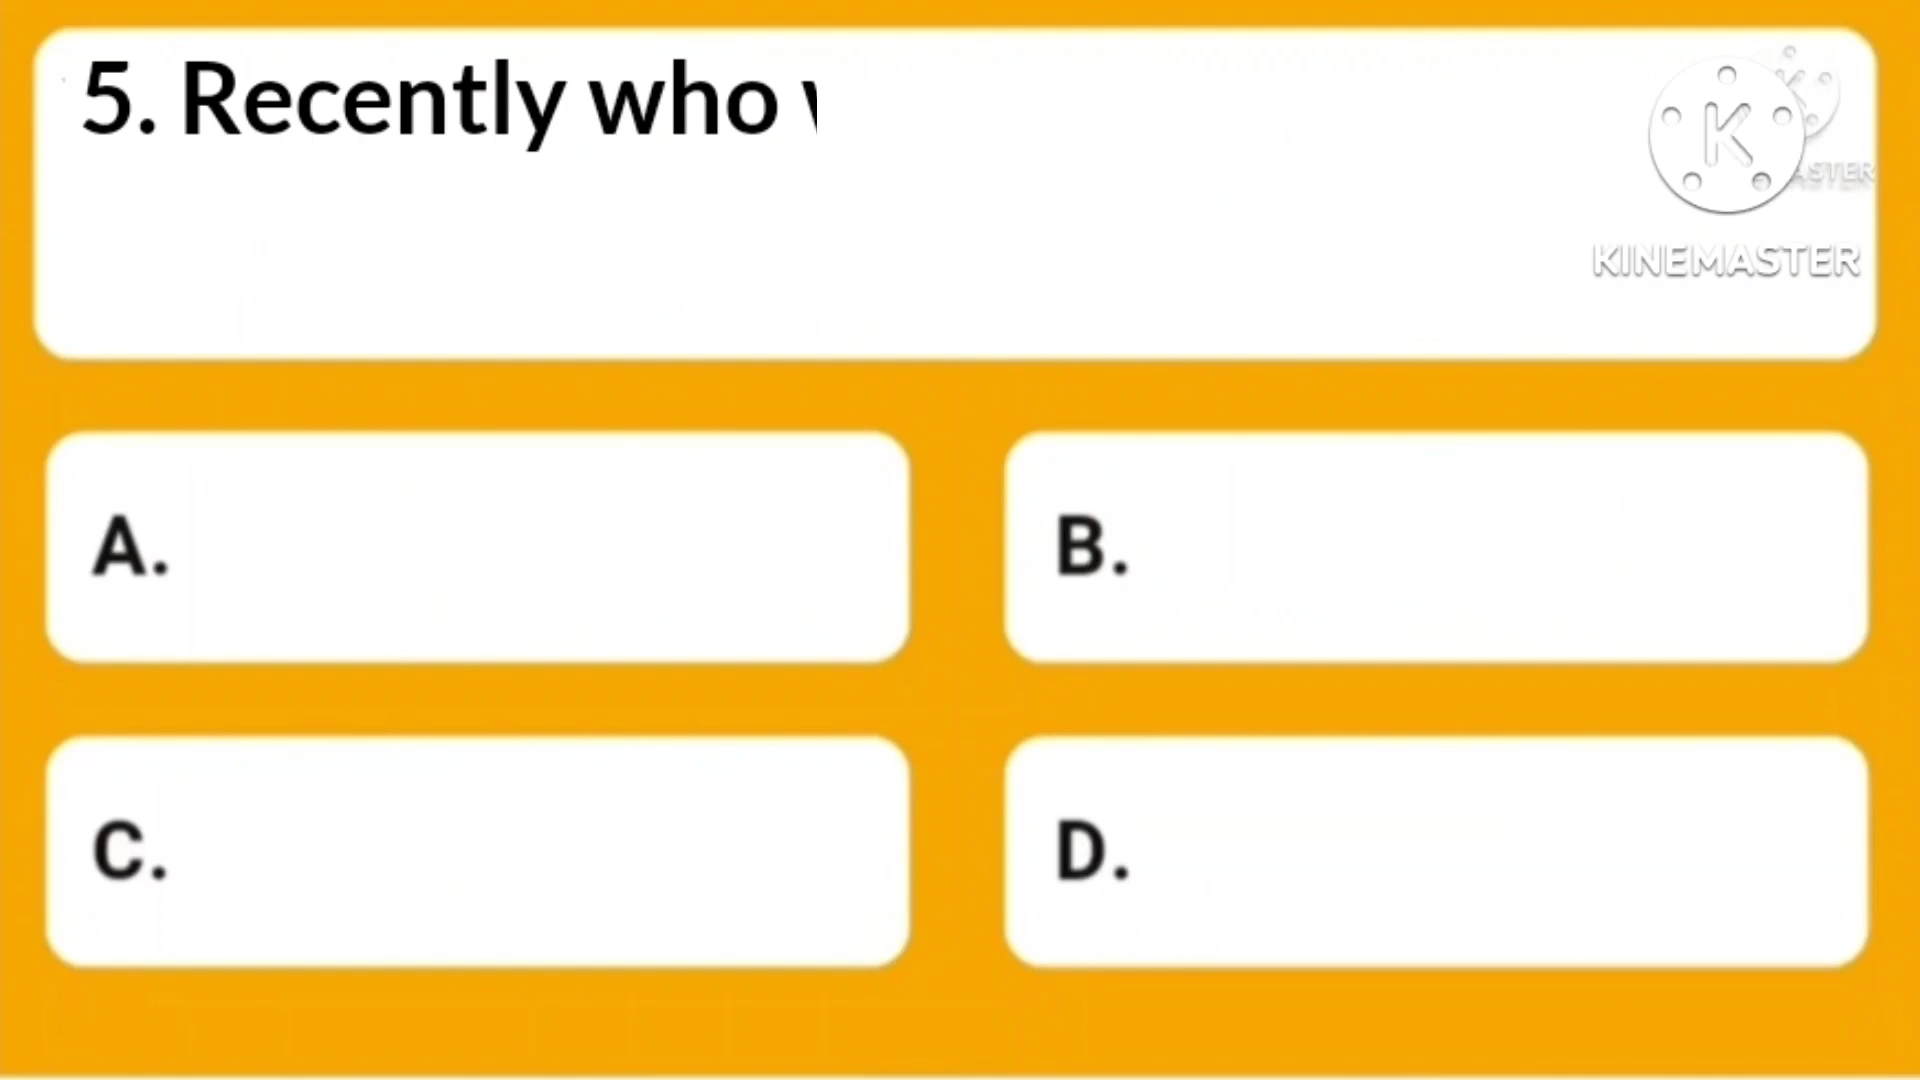 5. Recently who
KINEMASTER
A.
B.
C.
D.